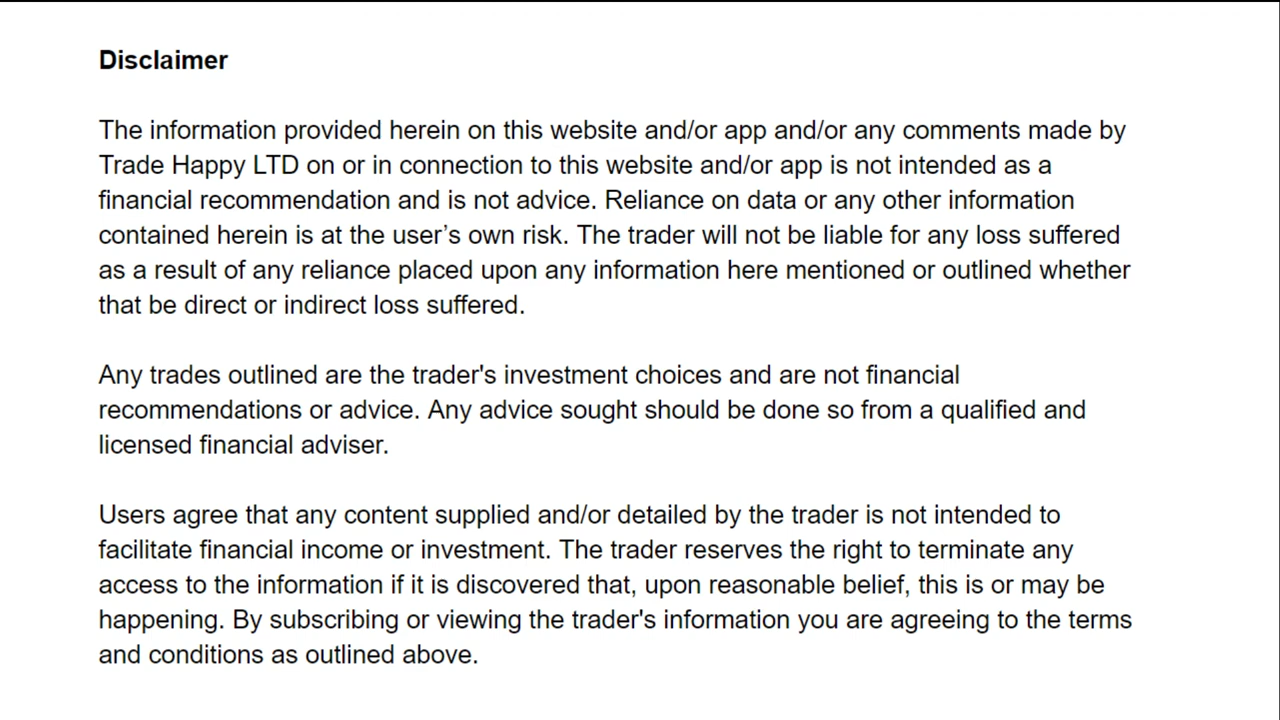 Disclaimer
The information provided herein on this website and/or app and/or any comments made by
Trade Happy LTD on or in connection to this website and/or app is not intended as a
financial recommendation and is not advice. Reliance on data or any other information
contained herein is at the user’s own risk. The trader will not be liable for any loss suffered
as a result of any reliance placed upon any information here mentioned or outlined whether
that be direct or indirect loss suffered.
Any trades outlined are the trader's investment choices and are not financial
recommendations or advice. Any advice sought should be done so from a qualified and
licensed financial adviser.
Users agree that any content supplied and/or detailed by the trader is not intended to
facilitate financial income or investment. The trader reserves the right to terminate any
access to the information if it is discovered that, upon reasonable belief, this is or may be
happening. By subscribing or viewing the trader's information you are agreeing to the terms
and conditions as outlined above.